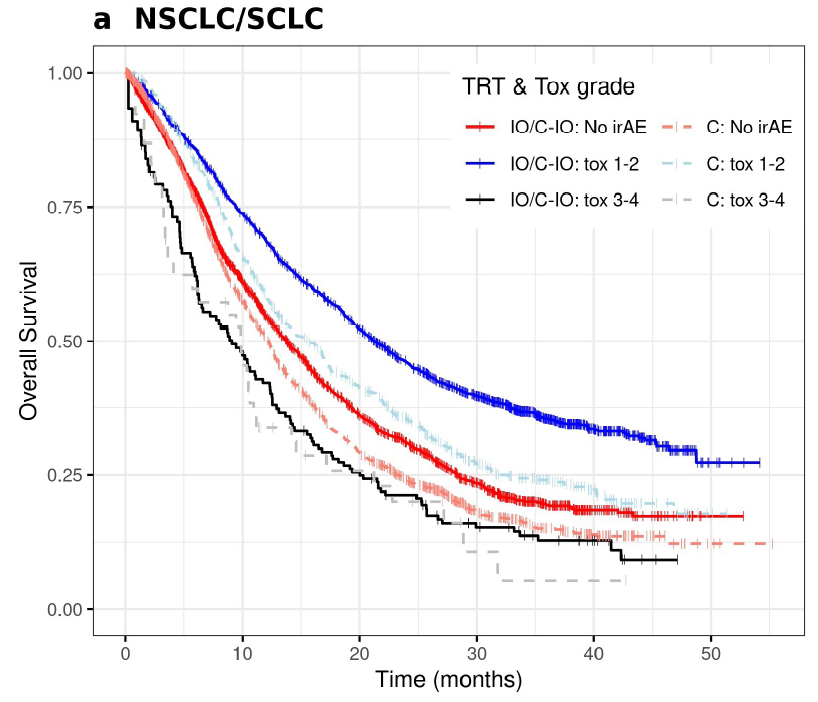 a NSCLC/SCLC
TRT & Tox grade
IO/C-IO: No irAE C: No irAE
IO/C-IO: tox 1-2 C: tox 1-2
IO/C-IO: tox 3-4 C: tox 3-4
Overall Survival
1.00
0.75
0.50
0.25
0.00
0 10 20 30 40 50
Time (months)